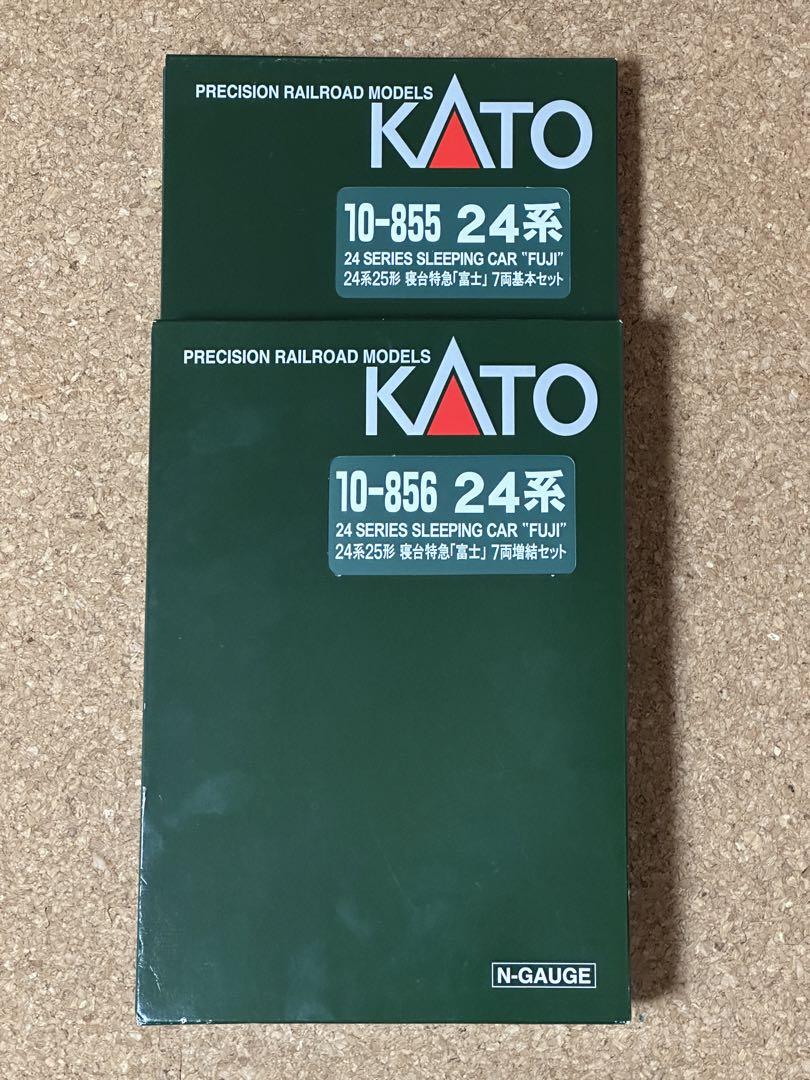 PRECISION RAILROAD MODELS
KATO
10-855 24系
24 SERIES SLEEPING CAR "FUJI"
24系25形 寝台特急「富士」 7両基本セット
PRECISION RAILROAD MODELS
KATO
10-856 24系
24 SERIES SLEEPING CAR "FUJI"
24系25形 寝台特急「富士」 7両増結セット
N-GAUGE